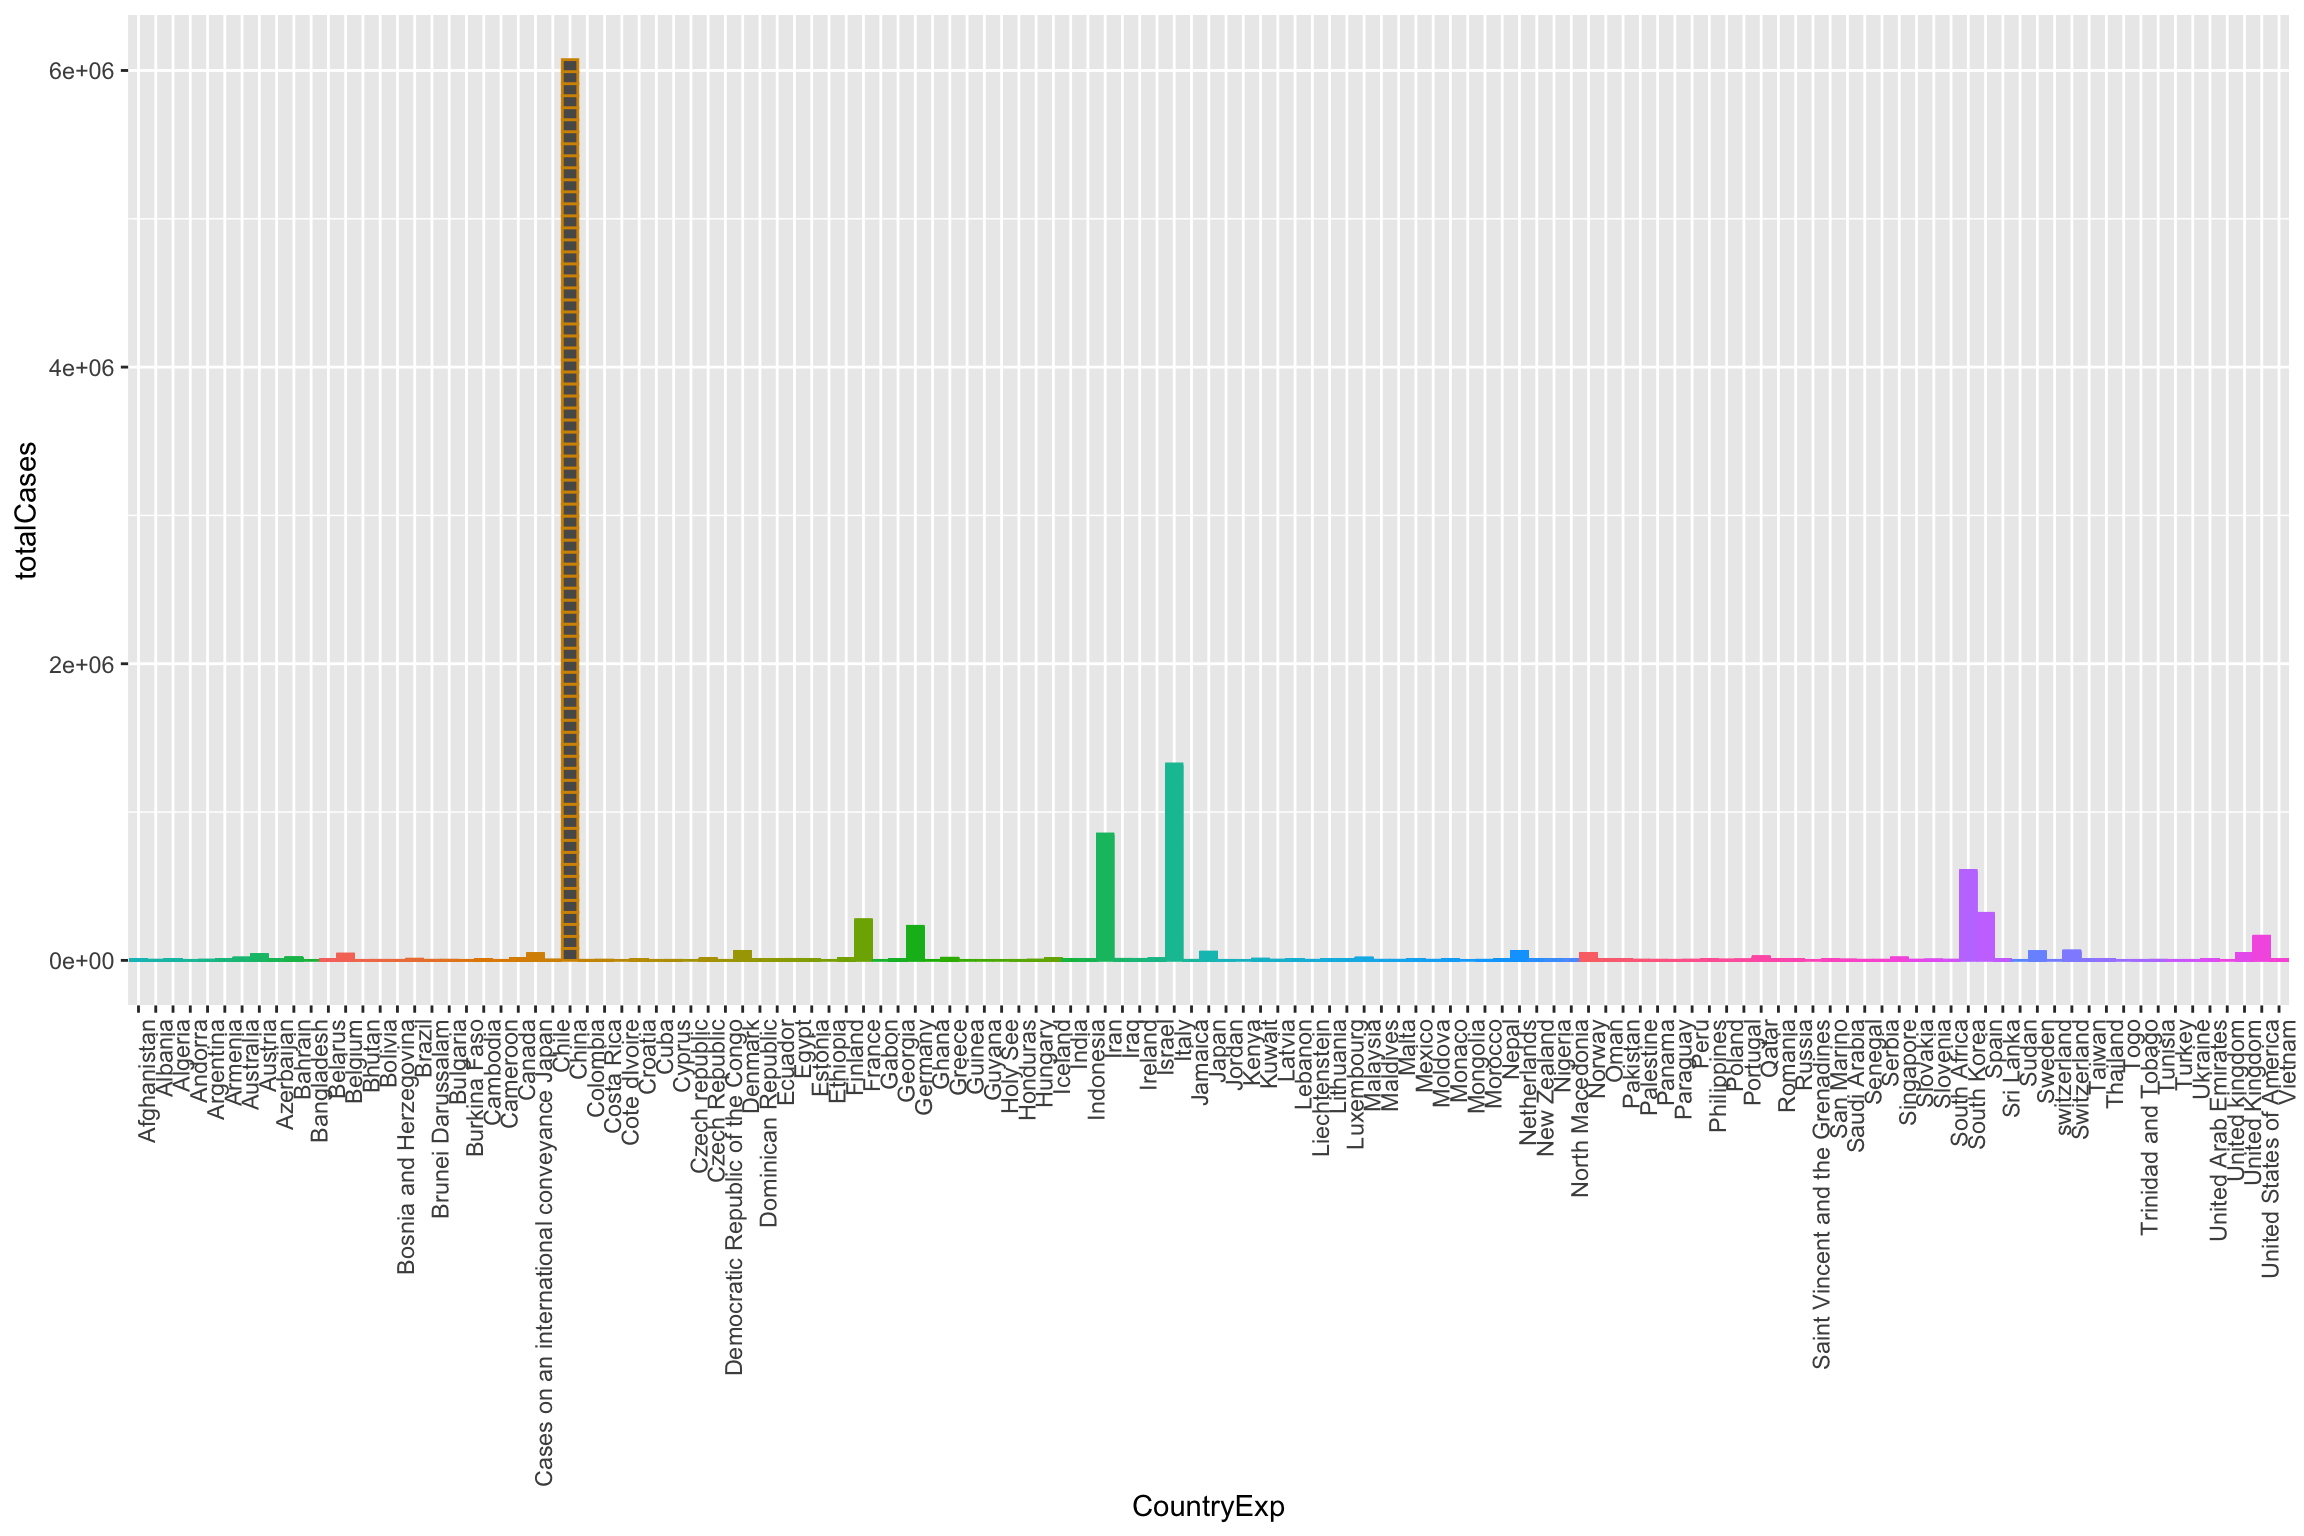 6e+06
4e+06
2e+06
0e+00
totalCases
Afghanistan
Albania
Algeria
Andorra
Argentina
Armenia
Australia
Austria
Azerbaijan
Bahrain
Bangladesh
Belarus
Belgium
Bhutan
Bolivia
Bosnia and Herzegovina
Brazil
Brunei Darussalam
Bulgaria
Burkina Faso
Cambodia
Cameroon
Canada
Cases on an international conveyance Japan
Chile
China
Colombia
Costa Rica
Cote dIvoire
Croatia
Cuba
Cyprus
Czech republic
Czech Republic
Democratic Republic of the Congo
Denmark
Dominican Republic
Ecuador
Egypt
Estonia
Ethiopia
Finland
France
Gabon
Georgia
Germany
Ghana
Greece
Guinea
Guyana
Holy See
Honduras
Hungary
Iceland
India
Indonesia
Iran
Iraq
Ireland
Israel
Italy
Jamaica
Japan
Jordan
Kenya
Kuwait
Latvia
Lebanon
Liechtenstein
Lithuania
Luxembourg
Malaysia
Maldives
Malta
Mexico
Moldova
Monaco
Mongolia
Morocco
Nepal
Netherlands
New Zealand
Nigeria
North Macedonia
Norway
Oman
Pakistan
Palestine
Panama
Paraguay
Peru
Philippines
Poland
Portugal
Qatar
Romania
Russia
Saint Vincent and the Grenadines
San Marino
Saudi Arabia
Senegal
Serbia
Singapore
Slovakia
Slovenia
South Africa
South Korea
Spain
Sri Lanka
Sudan
Sweden
switzerland
Switzerland
Taiwan
Thailand
Togo
Trinidad and Tobago
Tunisia
Turkey
Ukraine
United Arab Emirates
United kingdom
United Kingdom
United States of America
Vietnam
CountryExp